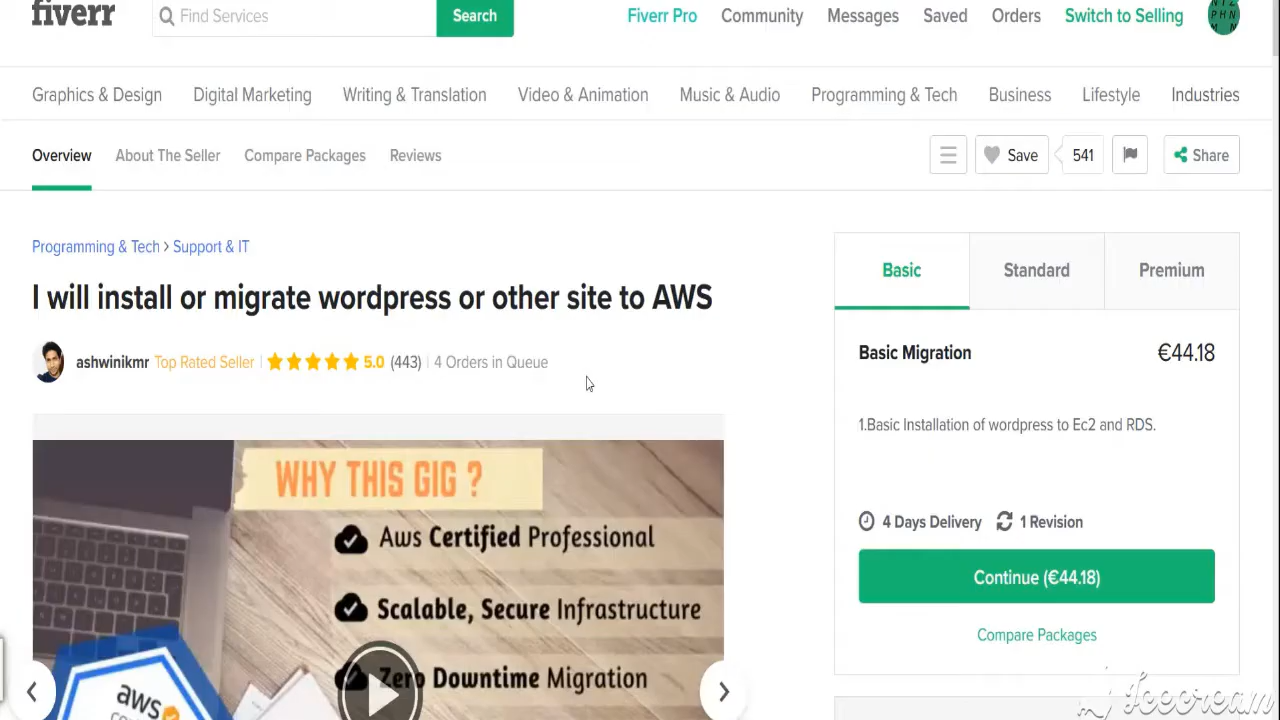 fiverr
Find Services
Search
Fiverr Pro
Community
Messages
Saved
Orders
Switch to Selling
Graphics & Design
Digital Marketing
Writing & Translation
Video & Animation
Music & Audio
Programming & Tech
Business
Lifestyle
Industries
Overview
About The Seller
Compare Packages
Reviews
Save
541
Share
Programming & Tech > Support & IT
I will install or migrate wordpress or other site to AWS
ashwinikmr Top Rated Seller 5.0 (443) 4 Orders in Queue
WHY THIS GIG ?
Aws Certified Professional
Scalable, Secure Infrastructure
Zero Downtime Migration
aws
Basic
Standard
Premium
Basic Migration
€44.18
1.Basic Installation of wordpress to Ec2 and RDS.
4 Days Delivery
1 Revision
Continue (€44.18)
Compare Packages
Icecream